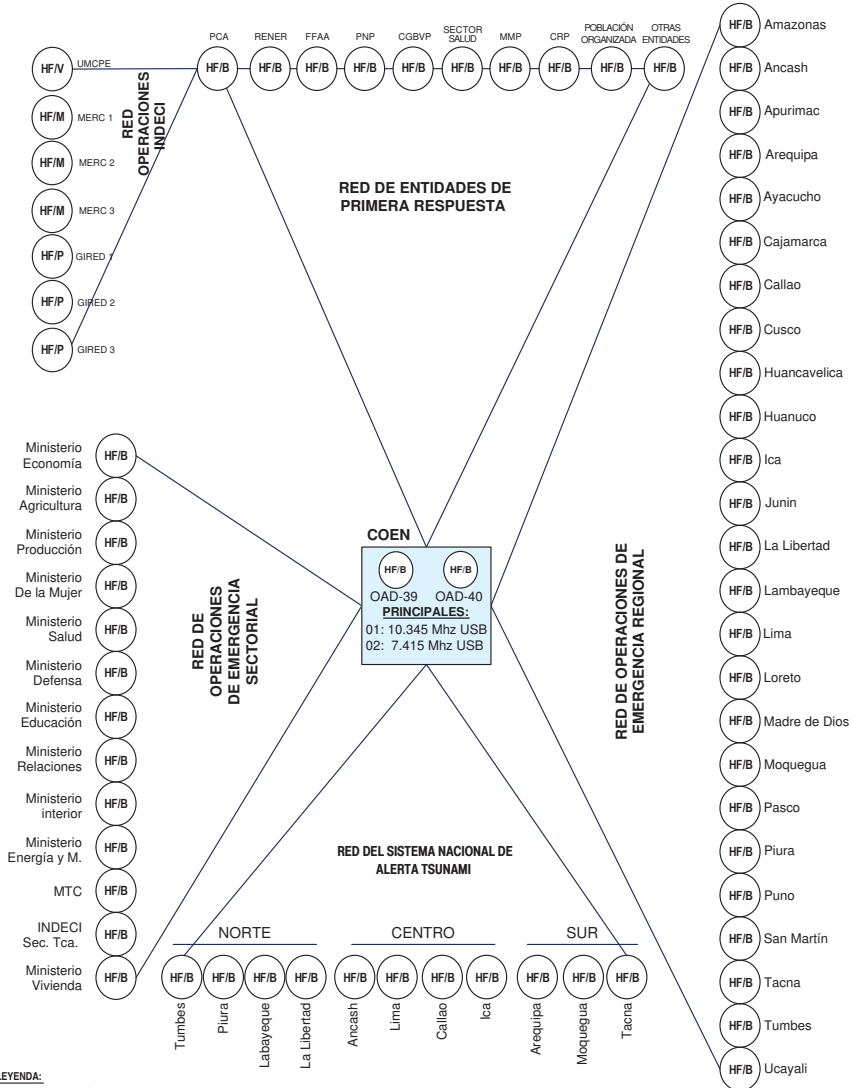 PCA
RENER
FFAA
PNP
CGBVP
SECTOR
SALUD
MMP
CRP
POBLACIÓN
ORGANIZADA
OTRAS
ENTIDADES
HF/B HF/B HF/B HF/B HF/B HF/B HF/B HF/B HF/B HF/B
HF/V UMCPE
HF/M MERC 1
HF/M MERC 2
HF/M MERC 3
HF/P GIRED 1
HF/P GIRED 2
HF/P GIRED 3
RED
OPERACIONES
INDECI
RED DE ENTIDADES DE
PRIMERA RESPUESTA
HF/B Amazonas
HF/B Ancash
HF/B Apurimac
HF/B Arequipa
HF/B Ayacucho
HF/B Cajamarca
HF/B Callao
HF/B Cusco
HF/B Huancavelica
HF/B Huanuco
HF/B Ica
HF/B Junin
HF/B La Libertad
HF/B Lambayeque
HF/B Lima
HF/B Loreto
HF/B Madre de Dios
HF/B Moquegua
HF/B Pasco
HF/B Piura
HF/B Puno
HF/B San Martín
HF/B Tacna
HF/B Tumbes
HF/B Ucayali
RED DE OPERACIONES DE
EMERGENCIA REGIONAL
COEN
HF/B HF/B
OAD-39 OAD-40
PRINCIPALES:
01: 10.345 Mhz USB
02: 7.415 Mhz USB
Ministerio
Economía HF/B
Ministerio
Agricultura HF/B
Ministerio
Producción HF/B
Ministerio
De la Mujer HF/B
Ministerio
Salud HF/B
Ministerio
Defensa HF/B
Ministerio
Educación HF/B
Ministerio
Relaciones HF/B
Ministerio
interior HF/B
Ministerio
Energía y M. HF/B
MTC HF/B
INDECI
Sec. Tca. HF/B
Ministerio
Vivienda HF/B
RED DE
OPERACIONES
DE EMERGENCIA
SECTORIAL
RED DEL SISTEMA NACIONAL DE
ALERTA TSUNAMI
NORTE
CENTRO
SUR
HF/B HF/B HF/B HF/B HF/B HF/B HF/B HF/B HF/B HF/B HF/B
Tumbes
Piura
Labayeque
La Libertad
Ancash
Lima
Callao
Ica
Arequipa
Moquegua
Tacna
LEYENDA: